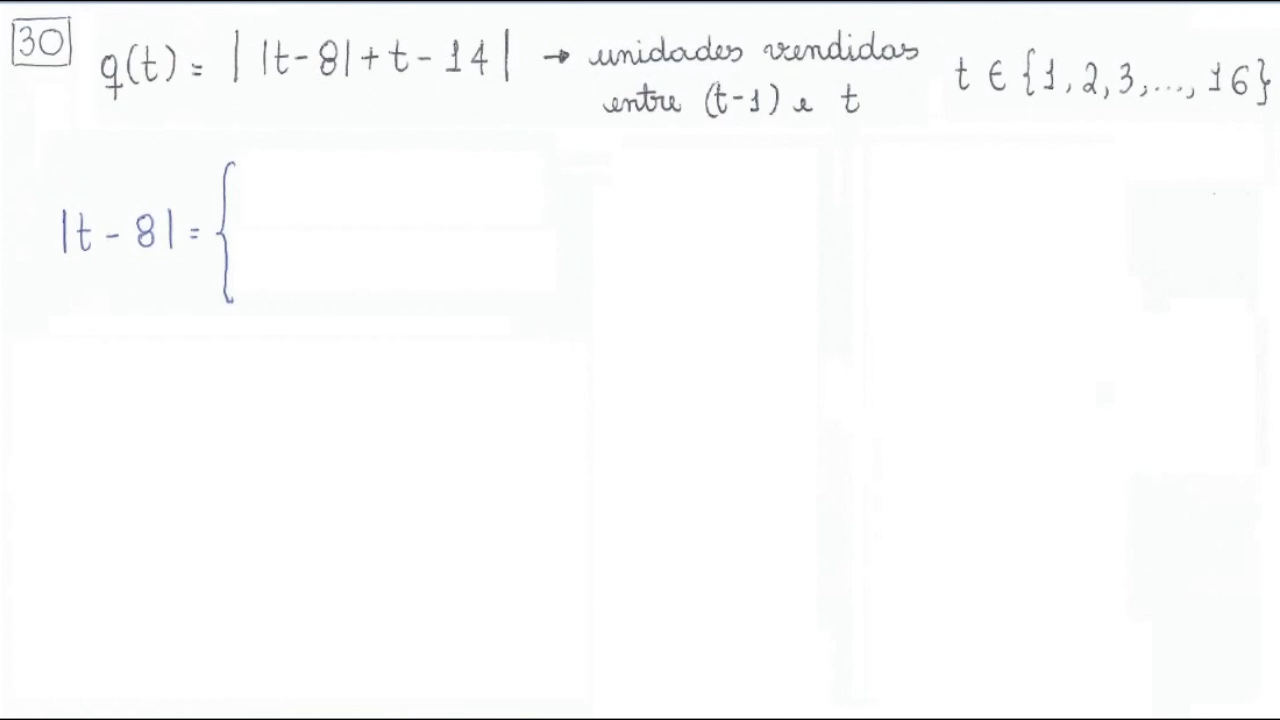 30
q(t) = | |t - 8| + t - 14 | → unidades vendidas
entre (t-1) e t
t ∈ {1, 2, 3, ..., 16}
|t - 8| = {